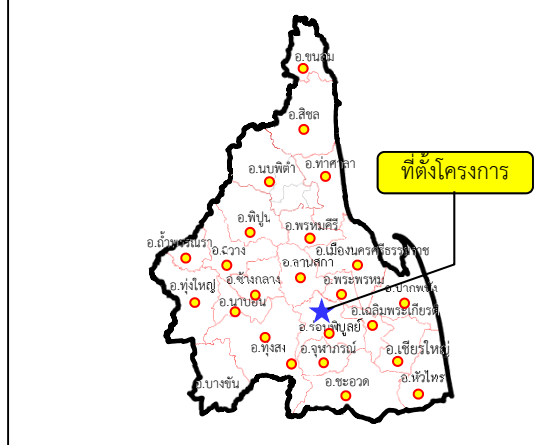 อ.ขนอม
อ.สิชล
อ.ท่าศาลา
อ.นบพิตำ
ที่ตั้งโครงการ
อ.พิปูน
อ.พรหมคีรี
อ.ถ้ำพรรณรา
อ.ฉวาง
อ.เมืองนครศรีธรรมราช
อ.ลานสกา
อ.ช้างกลาง
อ.พระพรหม
อ.ปากพนัง
อ.ทุ่งใหญ่
อ.นาบอน
อ.เฉลิมพระเกียรติ
อ.ร่อนพิบูลย์
อ.ทุ่งสง
อ.จุฬาภรณ์
อ.เชียรใหญ่
อ.บางขัน
อ.ชะอวด
อ.หัวไทร